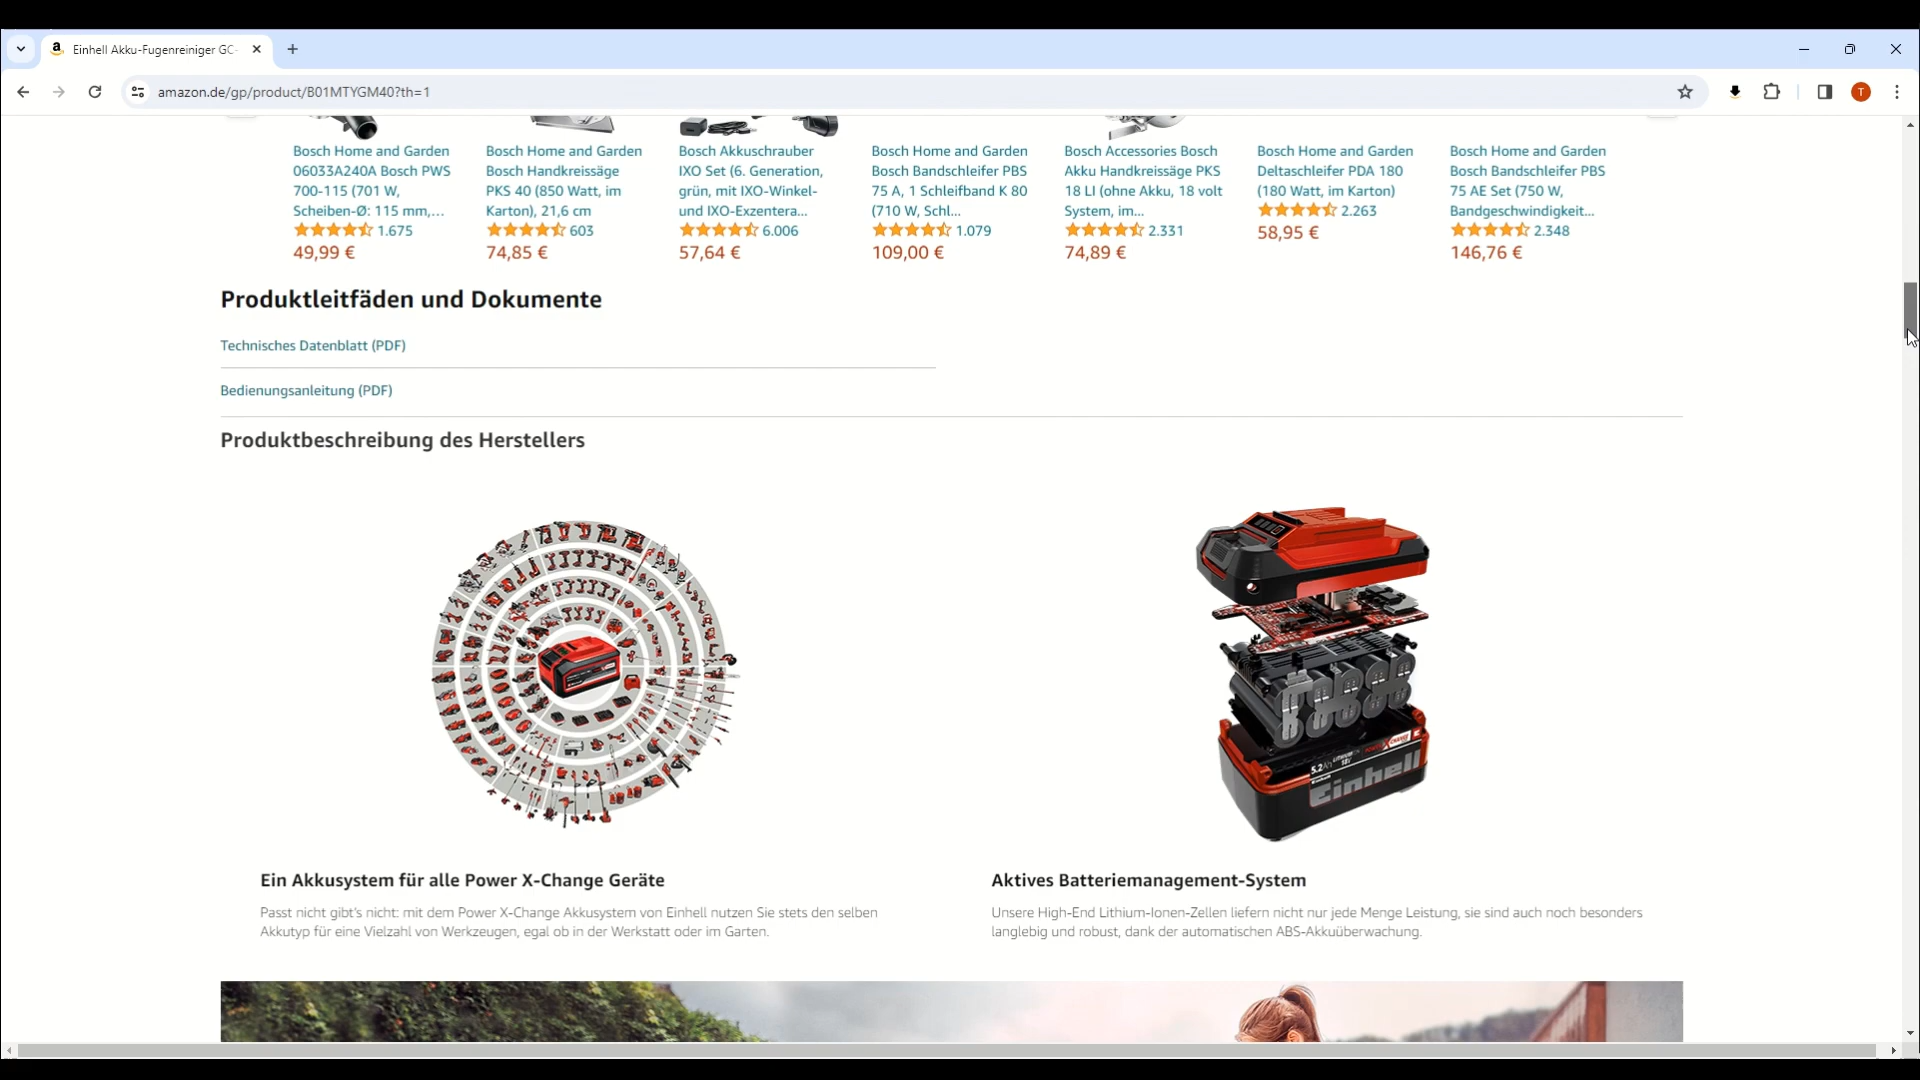 Einhell Akku-Fugenreiniger GC-
amazon.de/gp/product/B01MTYGM40?th=1
T
Bosch Home and Garden
06033A240A Bosch PWS
700-115 (701 W,
Scheiben-Ø: 115 mm,...
1.675
49,99 €
Bosch Home and Garden
Bosch Handkreissäge
PKS 40 (850 Watt, im
Karton), 21,6 cm
603
74,85 €
Bosch Akkuschrauber
IXO Set (6. Generation,
grün, mit IXO-Winkel-
und IXO-Exzentera...
6.006
57,64 €
Bosch Home and Garden
Bosch Bandschleifer PBS
75 A, 1 Schleifband K 80
(710 W, Schl...
1.079
109,00 €
Bosch Accessories Bosch
Akku Handkreissäge PKS
18 LI (ohne Akku, 18 volt
System, im...
2.331
74,89 €
Bosch Home and Garden
Deltaschleifer PDA 180
(180 Watt, im Karton)
2.263
58,95 €
Bosch Home and Garden
Bosch Bandschleifer PBS
75 AE Set (750 W,
Bandgeschwindigkeit...
2.348
146,76 €
Produktleitfäden und Dokumente
Technisches Datenblatt (PDF)
Bedienungsanleitung (PDF)
Produktbeschreibung des Herstellers
POWER X-CHANGE
5.2Ah LITHIUM 18V
Einhell
Ein Akkusystem für alle Power X-Change Geräte
Passt nicht gibt's nicht: mit dem Power X-Change Akkusystem von Einhell nutzen Sie stets den selben
Akkutyp für eine Vielzahl von Werkzeugen, egal ob in der Werkstatt oder im Garten.
Aktives Batteriemanagement-System
Unsere High-End Lithium-Ionen-Zellen liefern nicht nur jede Menge Leistung, sie sind auch noch besonders
langlebig und robust, dank der automatischen ABS-Akkuüberwachung.